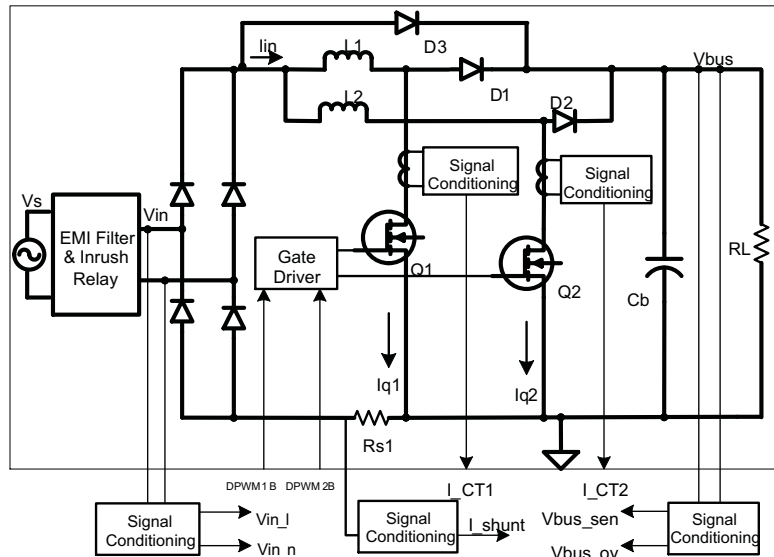 Iin
L1
D3
Vbus
L2
D1
D2
Signal
Conditioning
Signal
Conditioning
Vs
Vin
EMI Filter
& Inrush
Relay
Gate
Driver
Q1
Q2
RL
Cb
Iq1
Iq2
Rs1
DPWM1B
DPWM2B
I_CT1
I_CT2
Signal
Conditioning
Vin_l
Vin_n
Signal
Conditioning
I_shunt
Vbus_sen
Vbus_ov
Signal
Conditioning